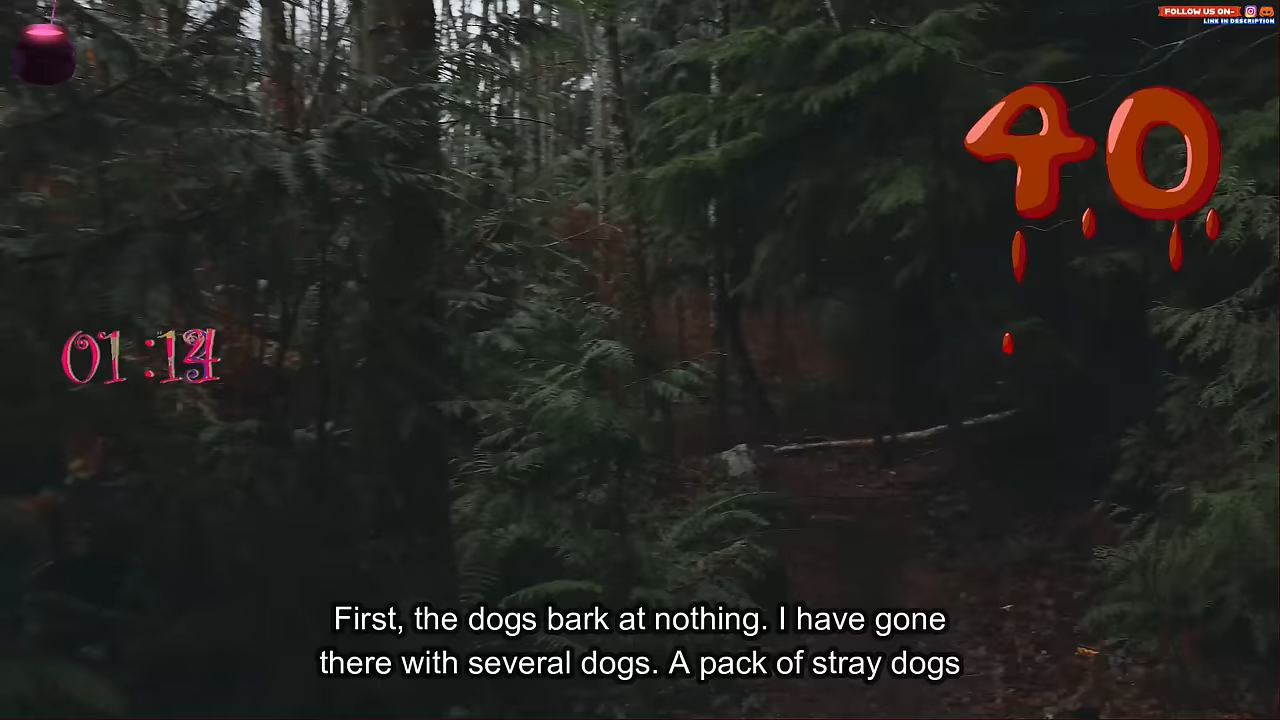 FOLLOW US ON-
LINK IN DESCRIPTION
40
01:14
First, the dogs bark at nothing. I have gone
there with several dogs. A pack of stray dogs